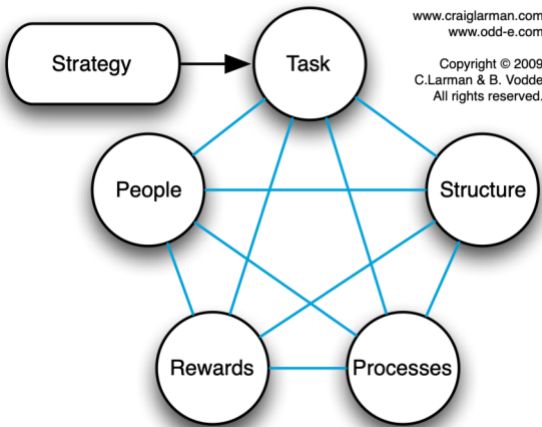 www.craiglarman.com
www.odd-e.com
Copyright © 2009
C.Larman & B. Vodde
All rights reserved.
Strategy
Task
People
Structure
Rewards
Processes